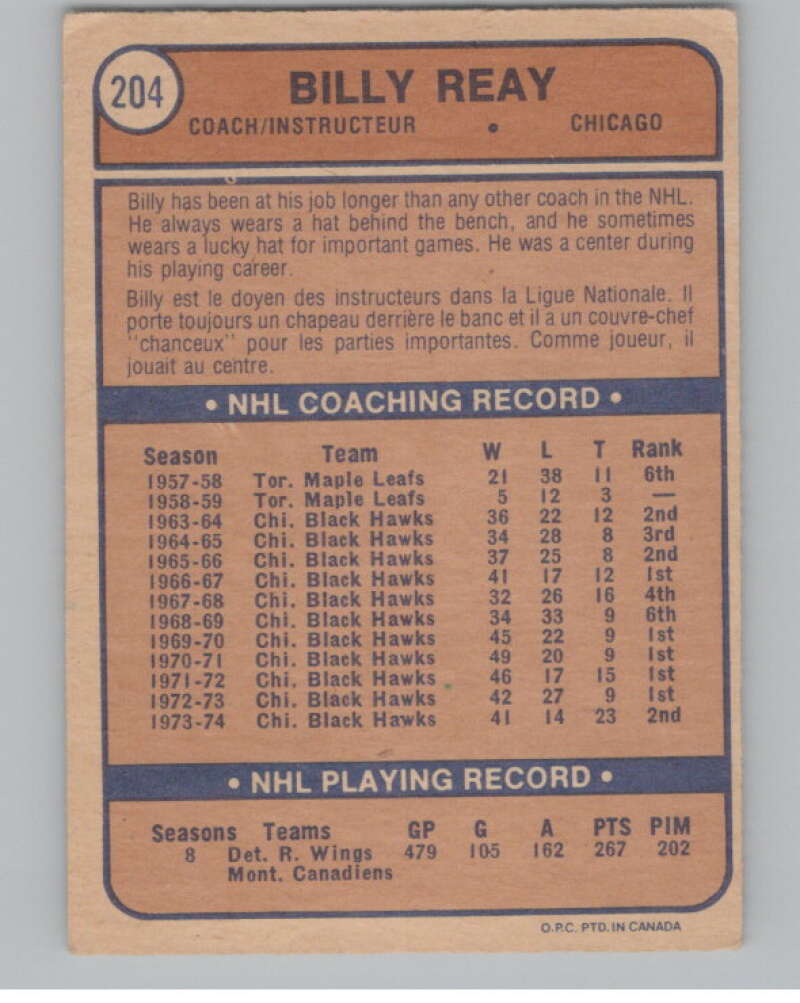 204
BILLY REAY
COACH/INSTRUCTEUR • CHICAGO
Billy has been at his job longer than any other coach in the NHL.
He always wears a hat behind the bench, and he sometimes
wears a lucky hat for important games. He was a center during
his playing career.
Billy est le doyen des instructeurs dans la Ligue Nationale. Il
porte toujours un chapeau derrière le banc et il a un couvre-chef
"chanceux" pour les parties importantes. Comme joueur, il
jouait au centre.
• NHL COACHING RECORD •
Season Team W L T Rank
1957-58 Tor. Maple Leafs 21 38 11 6th
1958-59 Tor. Maple Leafs 5 12 3 —
1963-64 Chi. Black Hawks 36 22 12 2nd
1964-65 Chi. Black Hawks 34 28 8 3rd
1965-66 Chi. Black Hawks 37 25 8 2nd
1966-67 Chi. Black Hawks 41 17 12 1st
1967-68 Chi. Black Hawks 32 26 16 4th
1968-69 Chi. Black Hawks 34 33 9 6th
1969-70 Chi. Black Hawks 45 22 9 1st
1970-71 Chi. Black Hawks 49 20 9 1st
1971-72 Chi. Black Hawks 46 17 15 1st
1972-73 Chi. Black Hawks 42 27 9 1st
1973-74 Chi. Black Hawks 41 14 23 2nd
• NHL PLAYING RECORD •
Seasons Teams GP G A PTS PIM
8 Det. R. Wings 479 105 162 267 202
Mont. Canadiens
O.P.C. PTD. IN CANADA